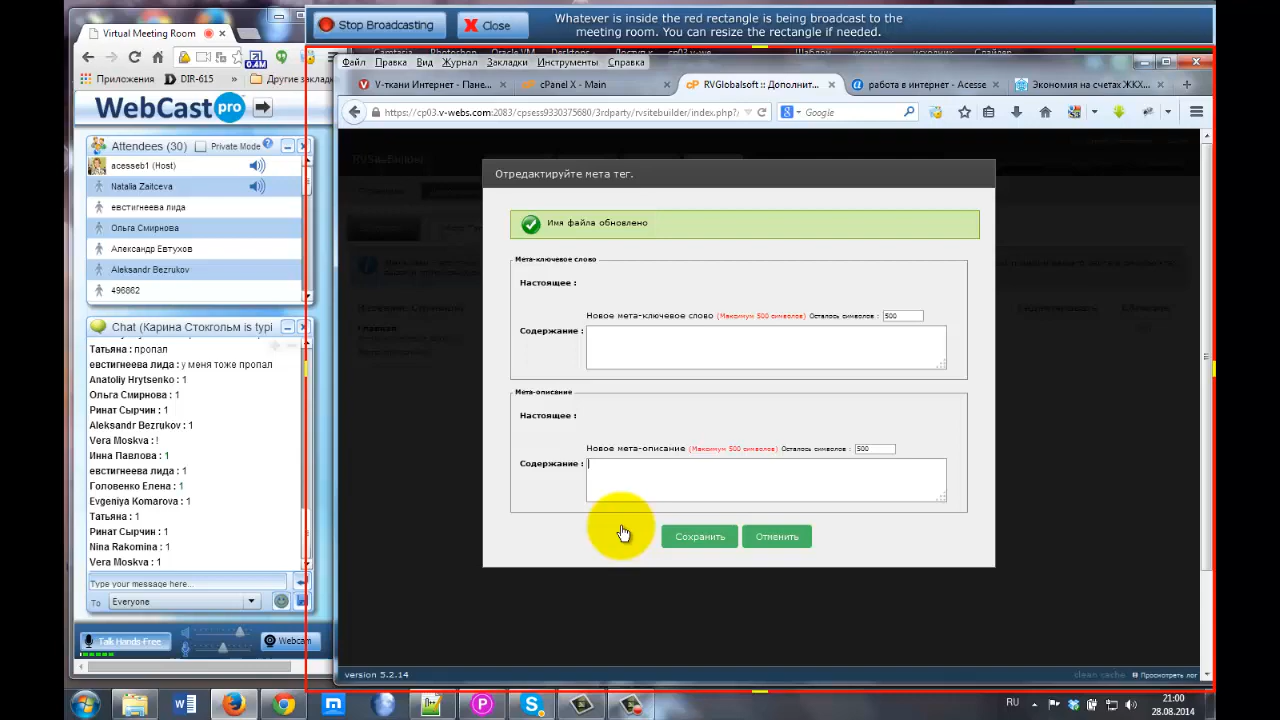 Stop Broadcasting
Close
Whatever is inside the red rectangle is being broadcast to the
meeting room. You can resize the rectangle if needed.
Virtual Meeting Room
Приложения
DIR-615
Другие закладк
WebCast pro
Attendees (30)
Private Mode
acesseb1 (Host)
Natalia Zaitceva
евстигнеева лида
Ольга Смирнова
Александр Евтухов
Aleksandr Bezrukov
496862
Chat (Карина Стокгольм is typi
Татьяна : пропал
евстигнеева лида : у меня тоже пропал
Anatoliy Hrytsenko : 1
Ольга Смирнова : 1
Ринат Сырчин : 1
Aleksandr Bezrukov : 1
Vera Moskva : !
Инна Павлова : 1
евстигнеева лида : 1
Головенко Елена : 1
Evgeniya Komarova : 1
Татьяна : 1
Ринат Сырчин : 1
Nina Rakomina : 1
Vera Moskva : 1
Type your message here...
To Everyone
Talk Hands-Free
Webcam
Файл Правка Вид Журнал Закладки Инструменты Справка
V-ткани Интернет - Пане...
cPanel X - Main
RVGlobalsoft :: Дополнит...
работа в интернет - Acesse
Экономия на счетах ЖКХ...
https://cp03.v-webs.com:2083/cpsess9330375680/3rdparty/rvsitebuilder/index.php?
Google
Отредактируйте мета тег.
Имя файла обновлено
Мета-ключевое слово
Настоящее :
Новое мета-ключевое слово (Максимум 500 символов) Осталось символов : 500
Содержание :
Мета-описание
Настоящее :
Новое мета-описание (Максимум 500 символов) Осталось символов : 500
Содержание :
Сохранить
Отменить
version 5.2.14
clean cache
Просмотреть лог
RU
21:00
28.08.2014